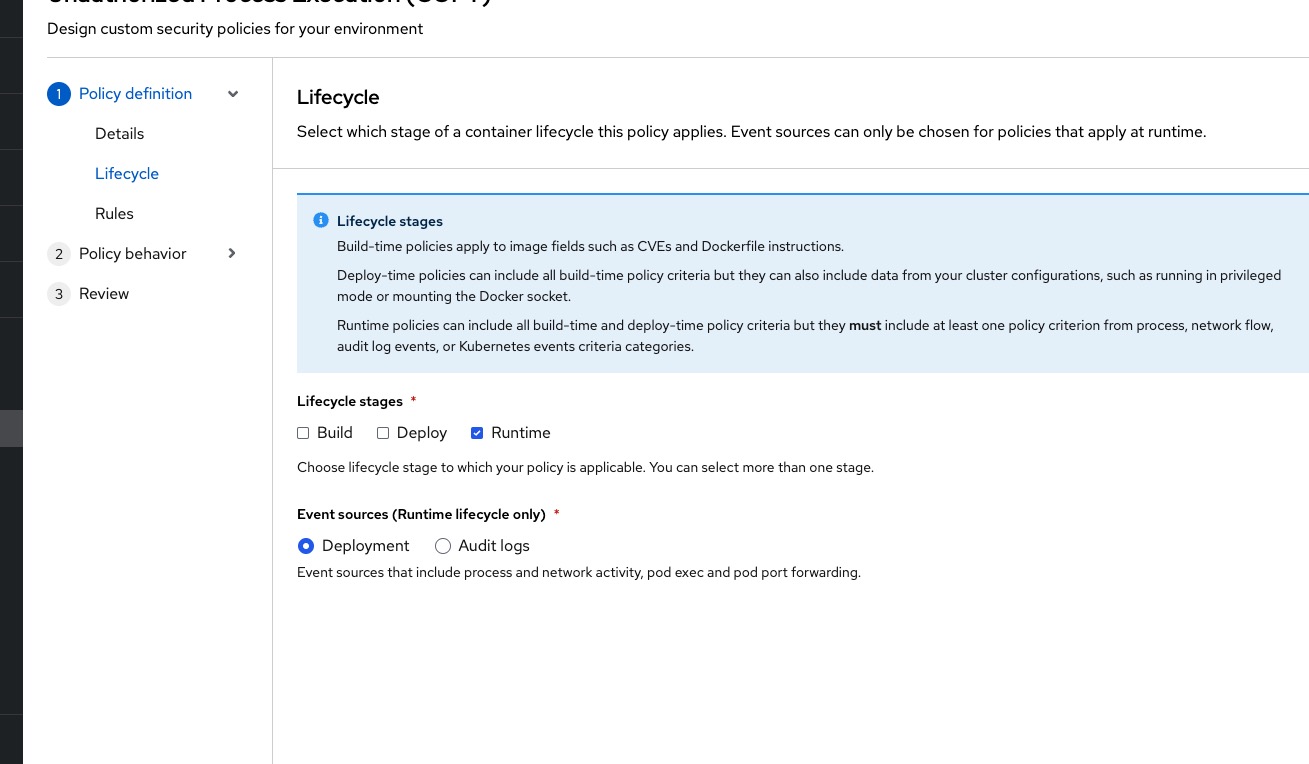 Unauthorized Process Execution (COPY)
Design custom security policies for your environment
1 Policy definition
Details
Lifecycle
Rules
2 Policy behavior
3 Review
Lifecycle
Select which stage of a container lifecycle this policy applies. Event sources can only be chosen for policies that apply at runtime.
Lifecycle stages
Build-time policies apply to image fields such as CVEs and Dockerfile instructions.
Deploy-time policies can include all build-time policy criteria but they can also include data from your cluster configurations, such as running in privileged
mode or mounting the Docker socket.
Runtime policies can include all build-time and deploy-time policy criteria but they must include at least one policy criterion from process, network flow,
audit log events, or Kubernetes events criteria categories.
Lifecycle stages *
Build Deploy Runtime
Choose lifecycle stage to which your policy is applicable. You can select more than one stage.
Event sources (Runtime lifecycle only) *
Deployment Audit logs
Event sources that include process and network activity, pod exec and pod port forwarding.